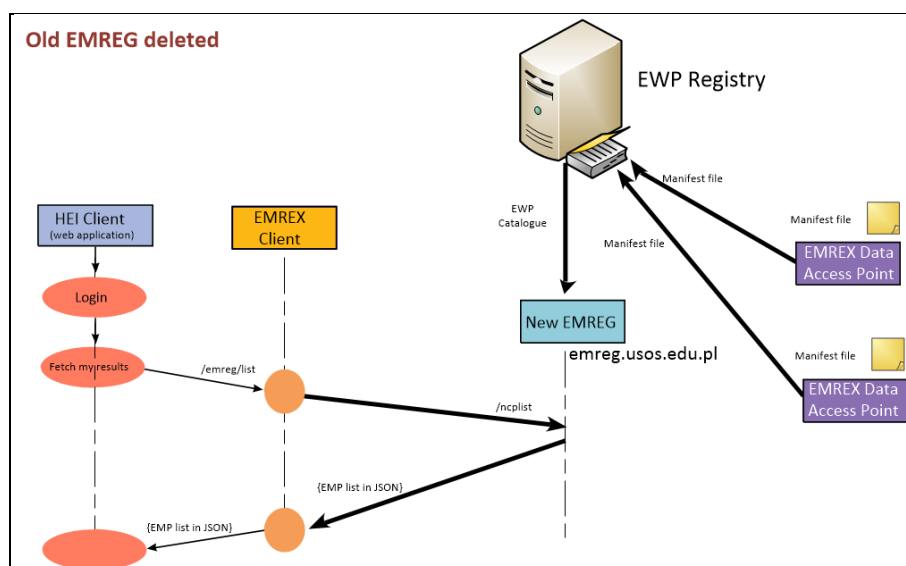 Old EMREG deleted
EWP Registry
Manifest file
EWP
Catalogue
Manifest file
Manifest file
HEI Client
(web application)
EMREX
Client
EMREX Data
Access Point
Login
New EMREG
emreg.usos.edu.pl
Fetch my results
/emreg/list
Manifest file
EMREX Data
Access Point
/ncplist
{EMP list in JSON}
{EMP list in JSON}